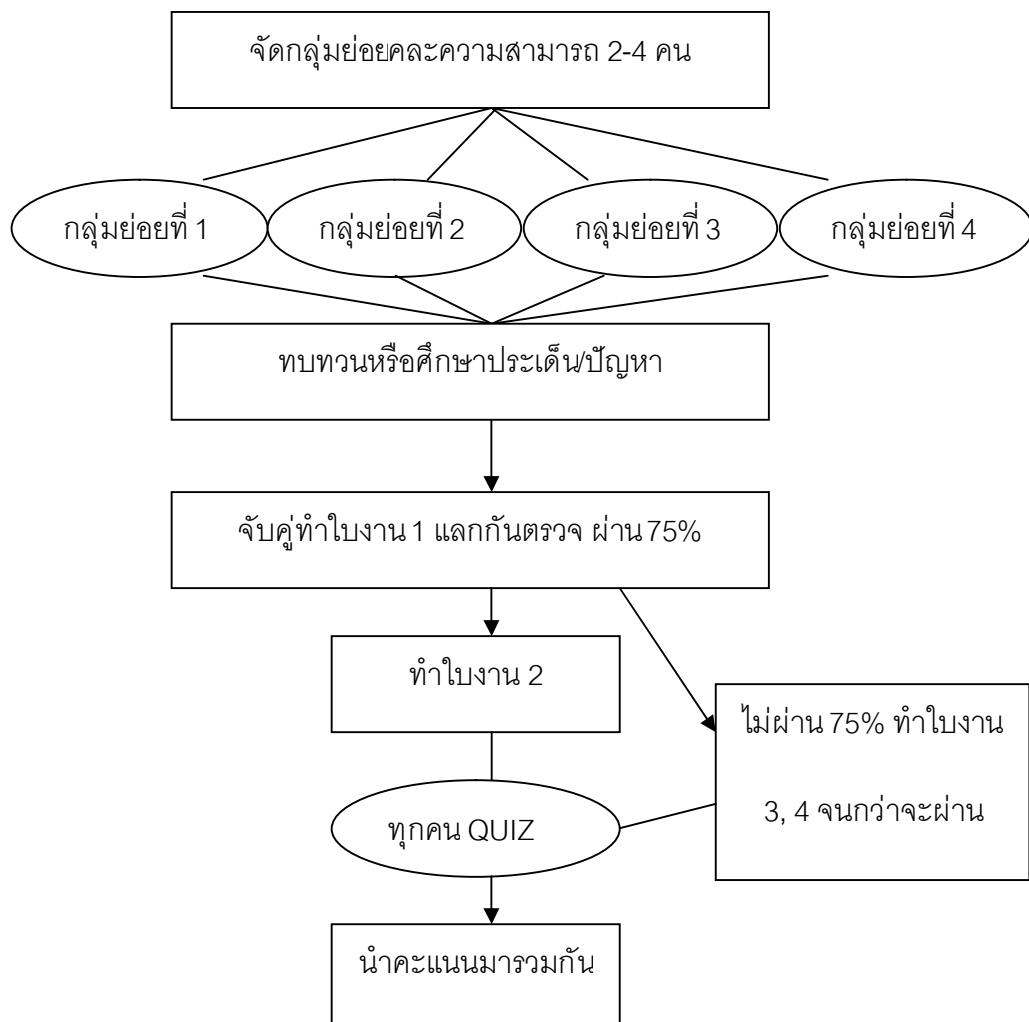 จัดกลุ่มย่อยคละความสามารถ 2-4 คน
กลุ่มย่อยที่ 1
กลุ่มย่อยที่ 2
กลุ่มย่อยที่ 3
กลุ่มย่อยที่ 4
ทบทวนหรือศึกษาประเด็น/ปัญหา
จับคู่ทำใบงาน 1 แลกกันตรวจ ผ่าน 75%
ทำใบงาน 2
ไม่ผ่าน 75% ทำใบงาน
3, 4 จนกว่าจะผ่าน
ทุกคน QUIZ
นำคะแนนมารวมกัน